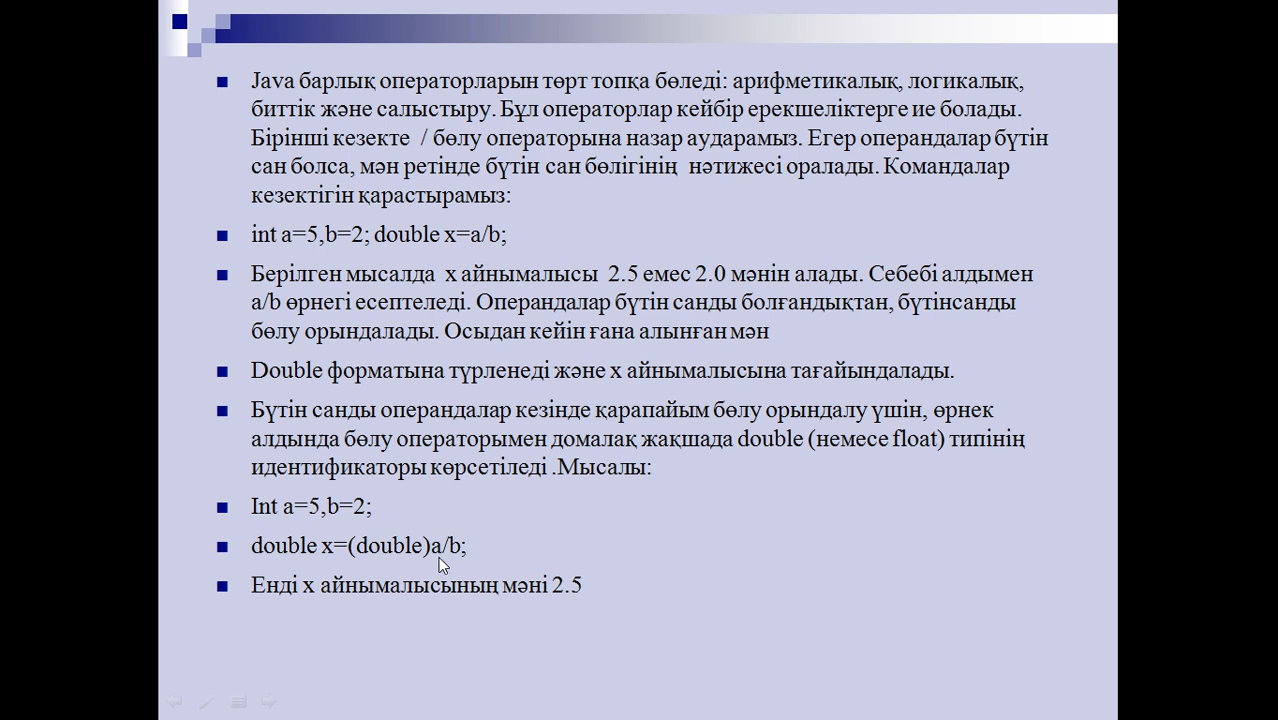 Java барлық операторларын төрт топқа бөледі: арифметикалық, логикалық,
биттік және салыстыру. Бұл операторлар кейбір ерекшеліктерге ие болады.
Бірінші кезекте / бөлу операторына назар аударамыз. Егер операндалар бүтін
сан болса, мән ретінде бүтін сан бөлігінің нәтижесі оралады. Командалар
кезектігін қарастырамыз:
int a=5,b=2; double x=a/b;
Берілген мысалда x айнымалысы 2.5 емес 2.0 мәнін алады. Себебі алдымен
a/b өрнегі есептеледі. Операндалар бүтін санды болғандықтан, бүтінсанды
бөлу орындалады. Осыдан кейін ғана алынған мән
Double форматына түрленеді және x айнымалысына тағайындалады.
Бүтін санды операндалар кезінде қарапайым бөлу орындалу үшін, өрнек
алдында бөлу операторымен домалақ жақшада double (немесе float) типінің
идентификаторы көрсетіледі .Мысалы:
Int a=5,b=2;
double x=(double)a/b;
Енді x айнымалысының мәні 2.5